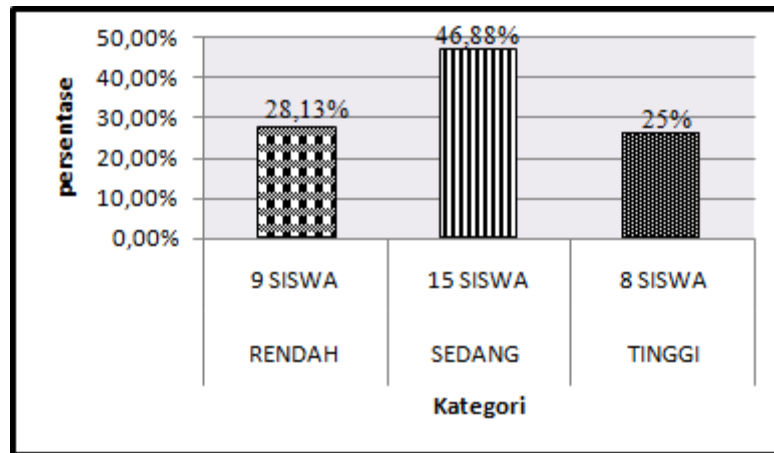 persentase
50,00%
40,00%
30,00%
20,00%
10,00%
0,00%
28,13%
46,88%
25%
9 SISWA
15 SISWA
8 SISWA
RENDAH
SEDANG
TINGGI
Kategori